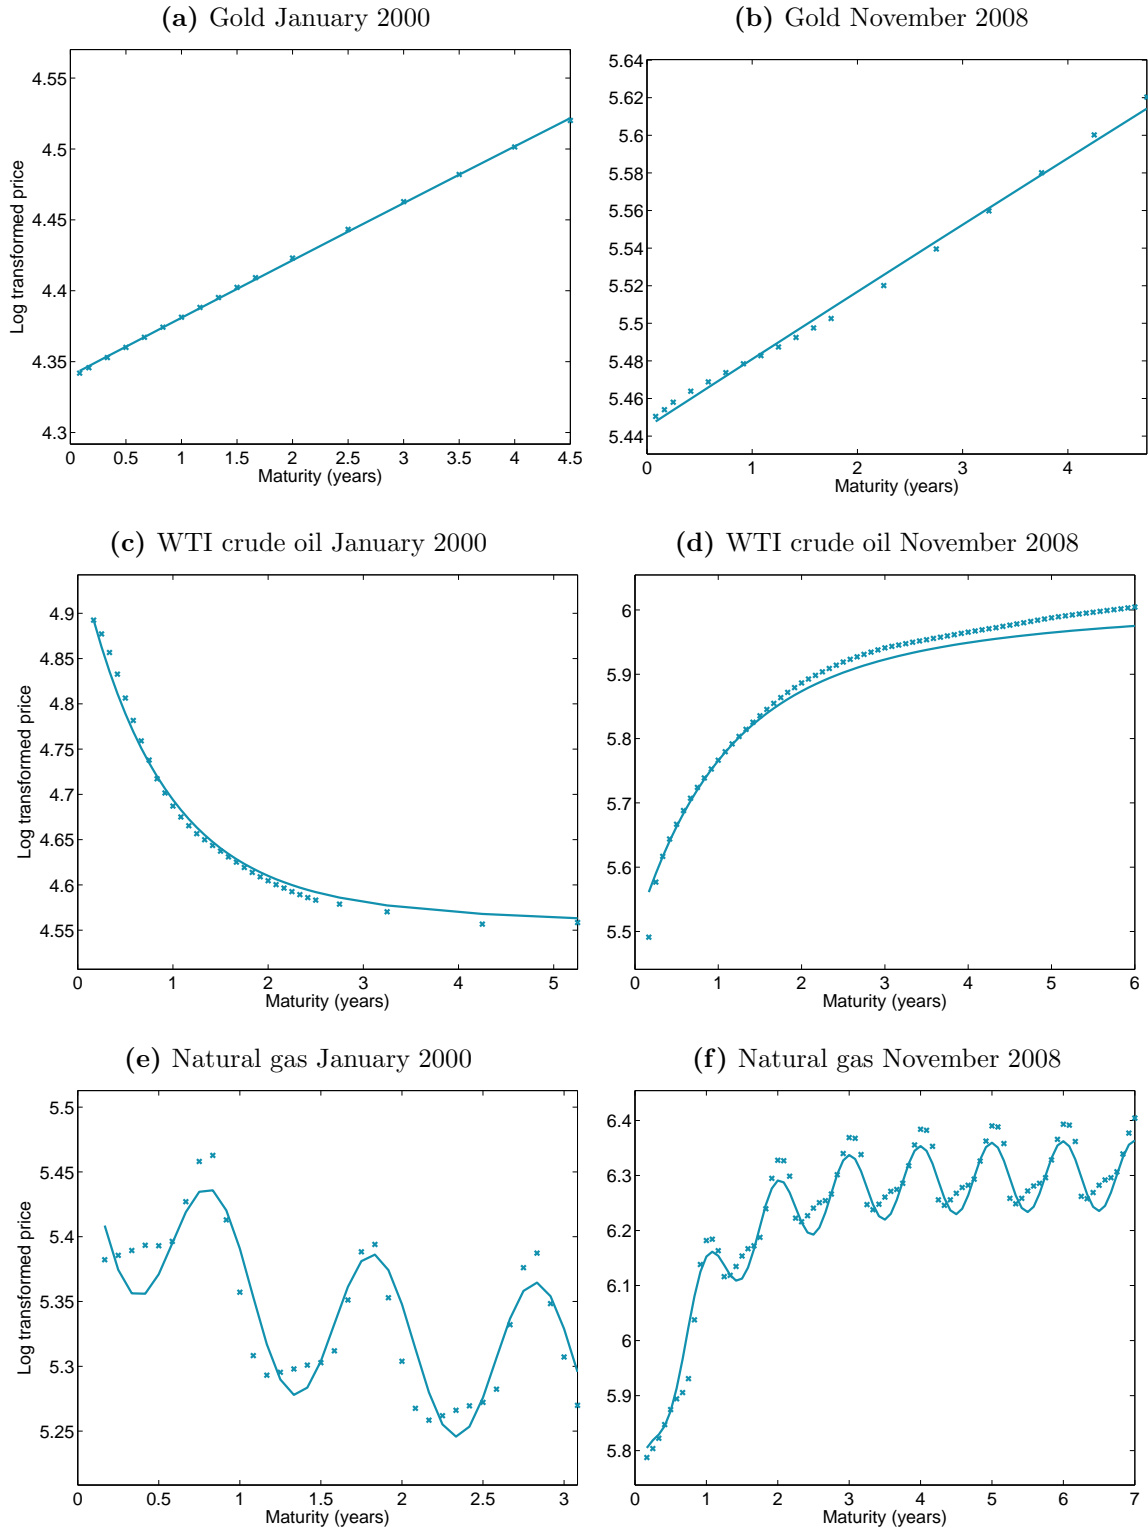 (a) Gold January 2000
4.55
4.5
4.45
4.4
4.35
4.3
Log transformed price
0 0.5 1 1.5 2 2.5 3 3.5 4 4.5
Maturity (years)
(b) Gold November 2008
5.64
5.62
5.6
5.58
5.56
5.54
5.52
5.5
5.48
5.46
5.44
0 1 2 3 4
Maturity (years)
(c) WTI crude oil January 2000
4.9
4.85
4.8
4.75
4.7
4.65
4.6
4.55
Log transformed price
0 1 2 3 4 5
Maturity (years)
(d) WTI crude oil November 2008
6
5.9
5.8
5.7
5.6
5.5
0 1 2 3 4 5 6
Maturity (years)
(e) Natural gas January 2000
5.5
5.45
5.4
5.35
5.3
5.25
Log transformed price
0 0.5 1 1.5 2 2.5 3
Maturity (years)
(f) Natural gas November 2008
6.4
6.3
6.2
6.1
6
5.9
5.8
0 1 2 3 4 5 6 7
Maturity (years)